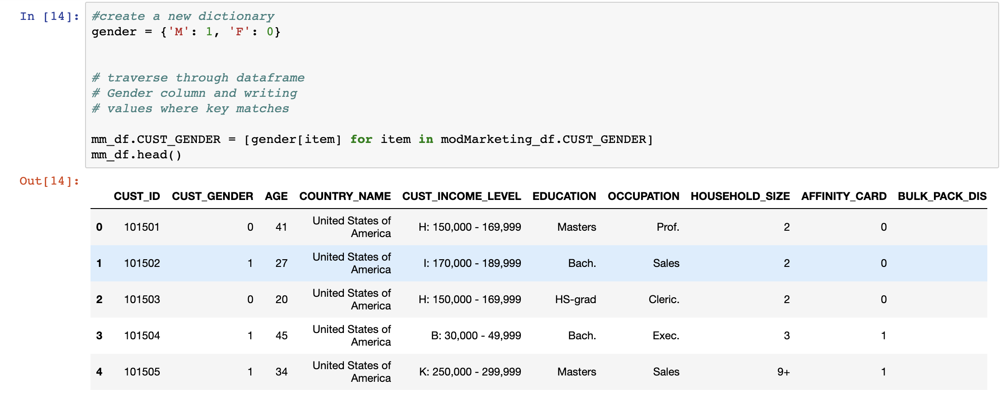 In [14]:
#create a new dictionary
gender = {'M': 1, 'F': 0}
# traverse through dataframe
# Gender column and writing
# values where key matches
mm_df.CUST_GENDER = [gender[item] for item in modMarketing_df.CUST_GENDER]
mm_df.head()
Out[14]:
CUST_ID CUST_GENDER AGE COUNTRY_NAME CUST_INCOME_LEVEL EDUCATION OCCUPATION HOUSEHOLD_SIZE AFFINITY_CARD BULK_PACK_DIS
0 101501 0 41 United States of America H: 150,000 - 169,999 Masters Prof. 2 0
1 101502 1 27 United States of America I: 170,000 - 189,999 Bach. Sales 2 0
2 101503 0 20 United States of America H: 150,000 - 169,999 HS-grad Cleric. 2 0
3 101504 1 45 United States of America B: 30,000 - 49,999 Bach. Exec. 3 1
4 101505 1 34 United States of America K: 250,000 - 299,999 Masters Sales 9+ 1